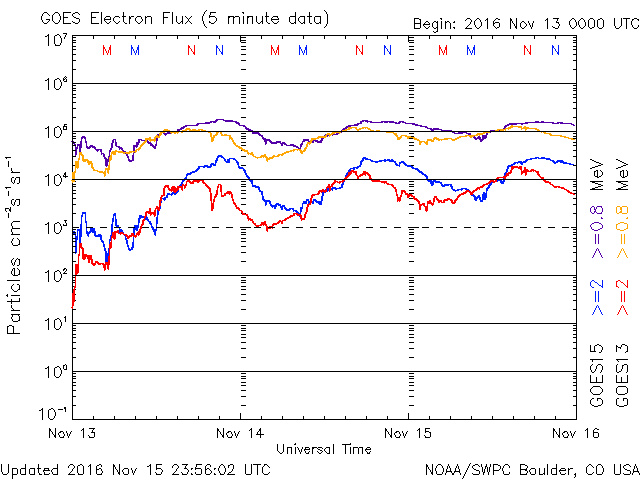 GOES Electron Flux (5 minute data)
Begin: 2016 Nov 13 0000 UTC
10⁷
M M N N M M N N M M N N
10⁶
10⁵
10⁴
10³
10²
10¹
10⁰
10⁻¹
Particles cm⁻²s⁻¹sr⁻¹
Nov 13 Nov 14 Nov 15 Nov 16
Universal Time
GOES15 >=2 >=0.8 MeV
GOES13 >=2 >=0.8 MeV
Updated 2016 Nov 15 23:56:02 UTC
NOAA/SWPC Boulder, CO USA